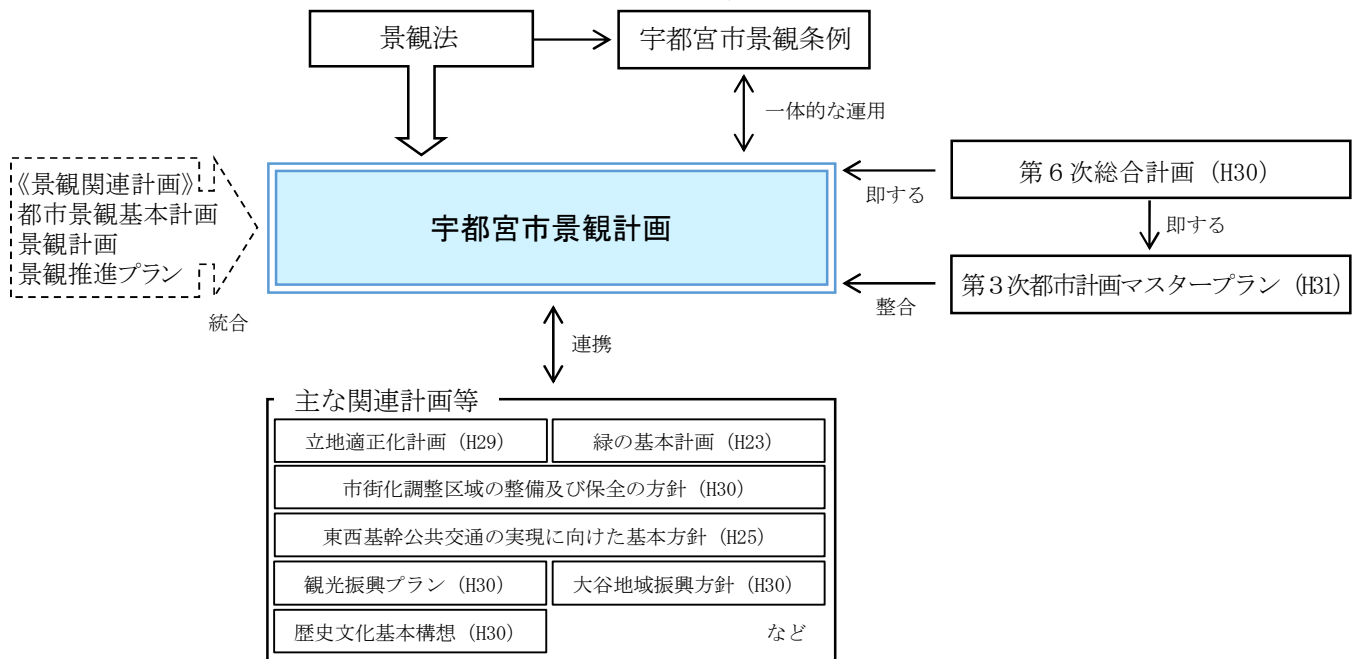 景観法
宇都宮市景観条例
一体的な運用
《景観関連計画》
都市景観基本計画
景観計画
景観推進プラン
統合
宇都宮市景観計画
即する
第6次総合計画 (H30)
即する
整合
第3次都市計画マスタープラン (H31)
連携
主な関連計画等
立地適正化計画 (H29)
緑の基本計画 (H23)
市街化調整区域の整備及び保全の方針 (H30)
東西基幹公共交通の実現に向けた基本方針 (H25)
観光振興プラン (H30)
大谷地域振興方針 (H30)
歴史文化基本構想 (H30)
など